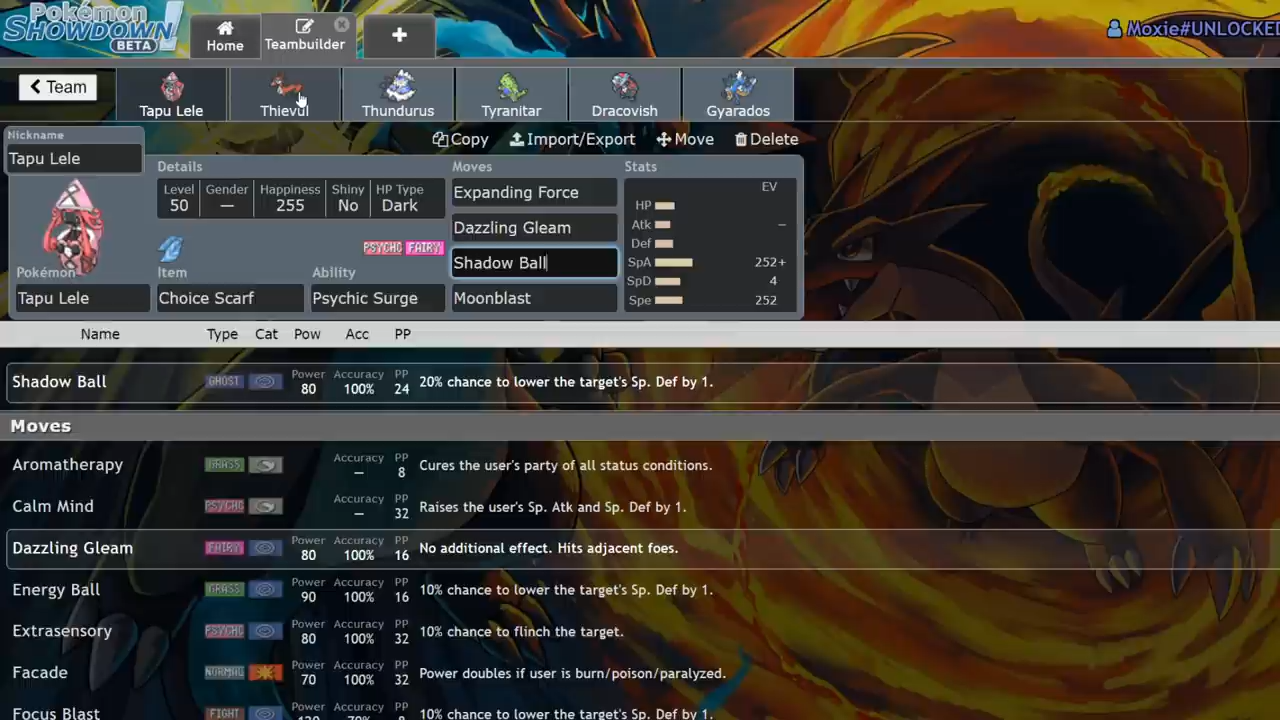 Pokémon
SHOWDOWN!
BETA!
Home
Teambuilder
+
Moxie#UNLOCKED
Team
Tapu Lele
Thievul
Thundurus
Tyranitar
Dracovish
Gyarados
Copy
Import/Export
Move
Delete
Nickname
Tapu Lele
Details
Level
50
Gender
—
Happiness
255
Shiny
No
HP Type
Dark
PSYCHC FAIRY
Pokémon
Tapu Lele
Item
Choice Scarf
Ability
Psychic Surge
Moves
Expanding Force
Dazzling Gleam
Shadow Ball
Moonblast
Stats
EV
HP
Atk –
Def
SpA 252+
SpD 4
Spe 252
Name Type Cat Pow Acc PP
Shadow Ball GHOST Power 80 Accuracy 100% PP 24 20% chance to lower the target's Sp. Def by 1.
Moves
Aromatherapy GRASS Accuracy — PP 8 Cures the user's party of all status conditions.
Calm Mind PSYCHC Accuracy — PP 32 Raises the user's Sp. Atk and Sp. Def by 1.
Dazzling Gleam FAIRY Power 80 Accuracy 100% PP 16 No additional effect. Hits adjacent foes.
Energy Ball GRASS Power 90 Accuracy 100% PP 16 10% chance to lower the target's Sp. Def by 1.
Extrasensory PSYCHC Power 80 Accuracy 100% PP 32 10% chance to flinch the target.
Facade NORMAL Power 70 Accuracy 100% PP 32 Power doubles if user is burn/poison/paralyzed.
Focus Blast FIGHT Power 120 Accuracy 70% PP 8 10% chance to lower the target's Sp. Def by 1.